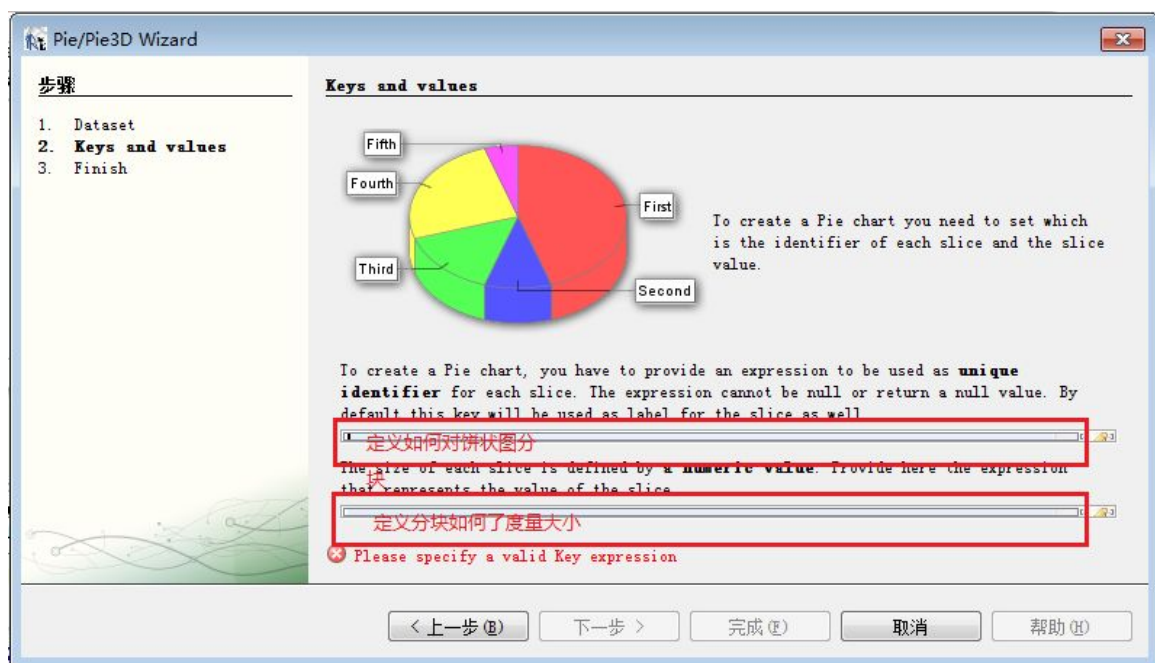 Pie/Pie3D Wizard
步骤
1. Dataset
2. Keys and values
3. Finish
Keys and values
Fifth
Fourth
First
Third
Second
To create a Pie chart you need to set which
is the identifier of each slice and the slice
value.
To create a Pie chart, you have to provide
an expression to be used as unique
identifier for each slice. The expression cannot be null or return a null value. By
default this key will be used as label for the slice as well
定义如何对饼状图分
块
The size of each slice is defined by a numeric value. Provide here the expression
that represents the value of the slice
定义分块如何了度量大小
Please specify a valid Key expression
< 上一步(B)
下一步 >
完成(F)
取消
帮助(H)